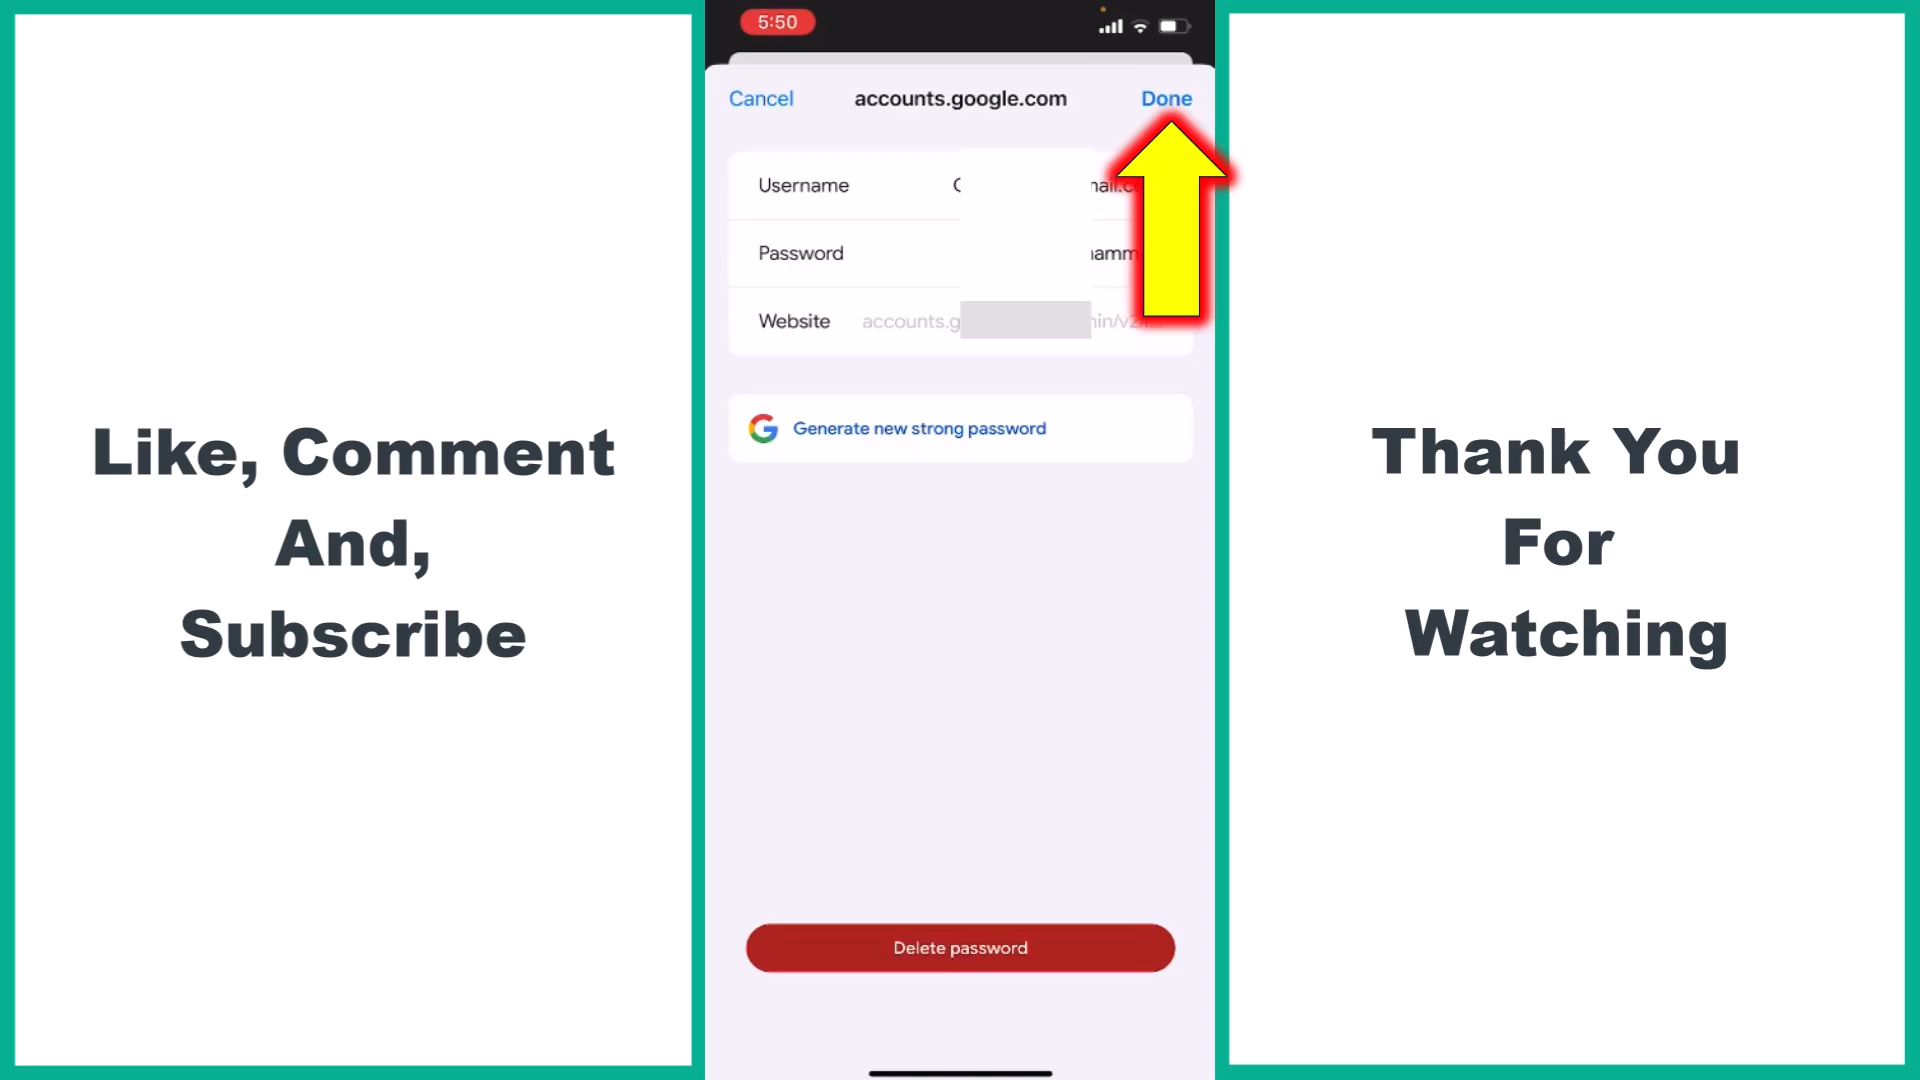 Like, Comment
And,
Subscribe
5:50
Cancel
accounts.google.com
Done
Username
Password
Website
accounts.g
Generate new strong password
Delete password
Thank You
For
Watching